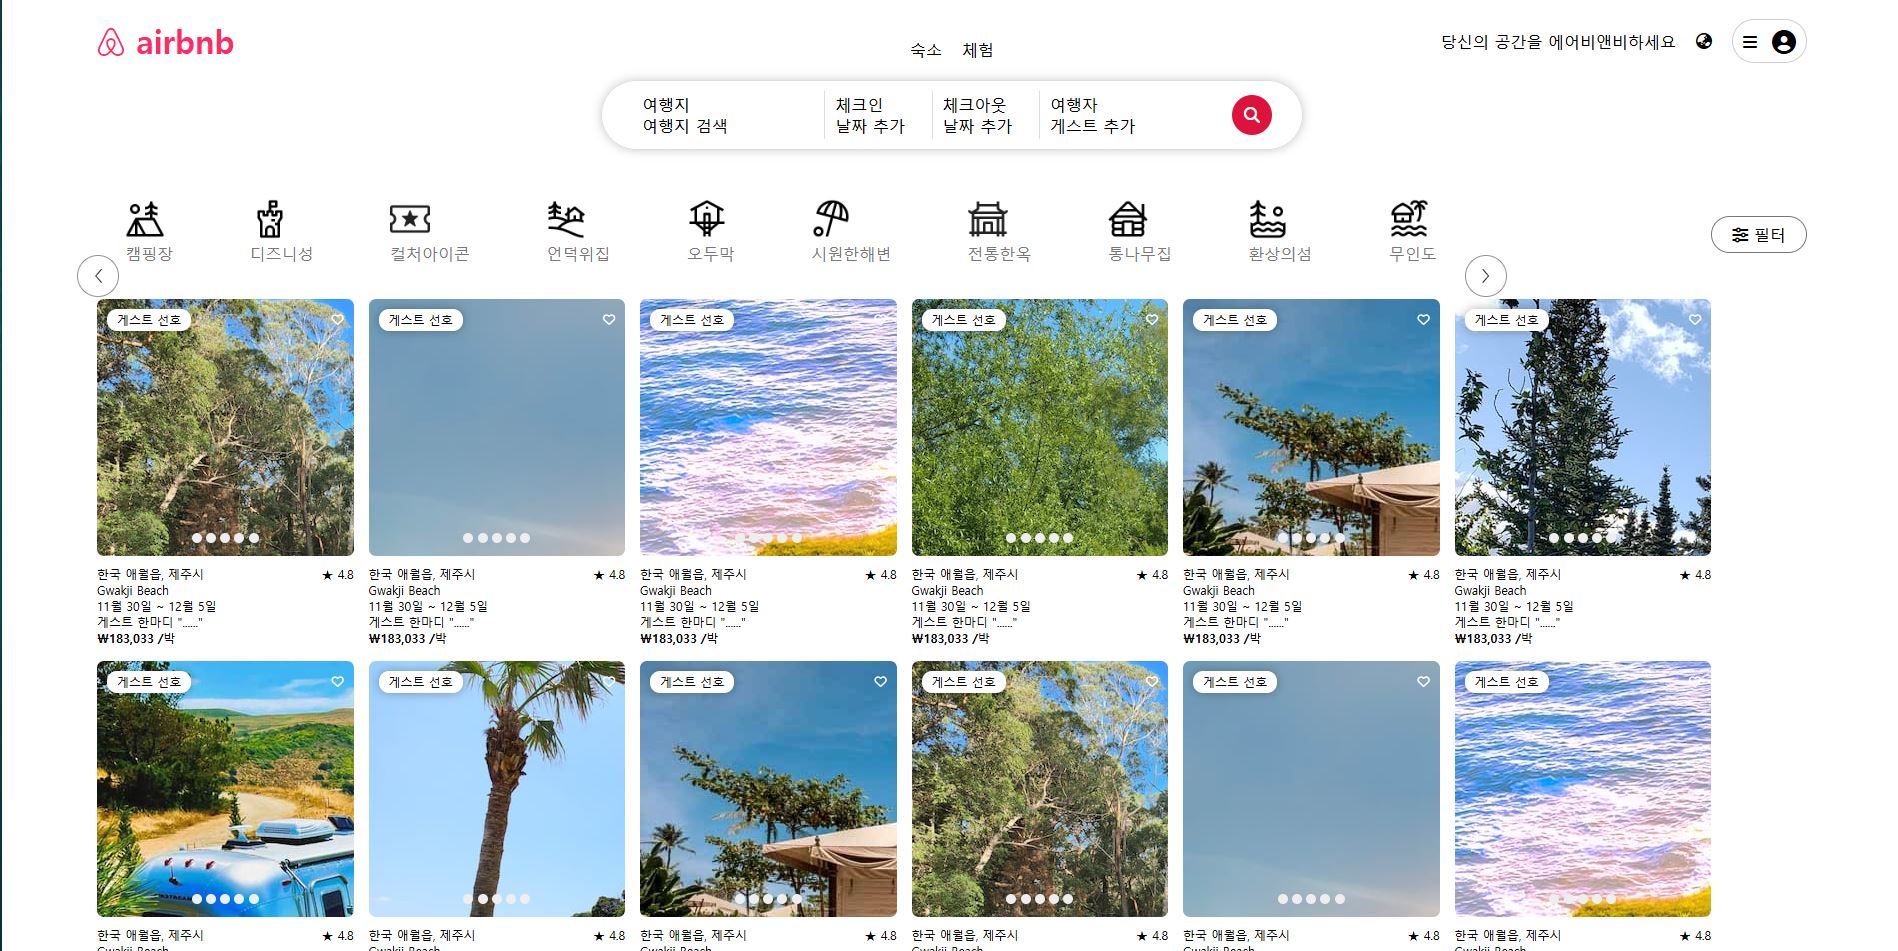 airbnb
숙소 체험
당신의 공간을 에어비앤비하세요
여행지
여행지 검색
체크인
날짜 추가
체크아웃
날짜 추가
여행자
게스트 추가
캠핑장
디즈니성
컬처아이콘
언덕위집
오두막
시원한해변
전통한옥
통나무집
환상의섬
무인도
필터
게스트 선호
게스트 선호
게스트 선호
게스트 선호
게스트 선호
게스트 선호
한국 애월읍, 제주시 ★ 4.8
Gwakji Beach
11월 30일 ~ 12월 5일
게스트 한마디 "......"
₩183,033 /박
한국 애월읍, 제주시 ★ 4.8
Gwakji Beach
11월 30일 ~ 12월 5일
게스트 한마디 "......"
₩183,033 /박
한국 애월읍, 제주시 ★ 4.8
Gwakji Beach
11월 30일 ~ 12월 5일
게스트 한마디 "......"
₩183,033 /박
한국 애월읍, 제주시 ★ 4.8
Gwakji Beach
11월 30일 ~ 12월 5일
게스트 한마디 "......"
₩183,033 /박
한국 애월읍, 제주시 ★ 4.8
Gwakji Beach
11월 30일 ~ 12월 5일
게스트 한마디 "......"
₩183,033 /박
한국 애월읍, 제주시 ★ 4.8
Gwakji Beach
11월 30일 ~ 12월 5일
게스트 한마디 "......"
₩183,033 /박
게스트 선호
게스트 선호
게스트 선호
게스트 선호
게스트 선호
게스트 선호
한국 애월읍, 제주시 ★ 4.8
한국 애월읍, 제주시 ★ 4.8
한국 애월읍, 제주시 ★ 4.8
한국 애월읍, 제주시 ★ 4.8
한국 애월읍, 제주시 ★ 4.8
한국 애월읍, 제주시 ★ 4.8